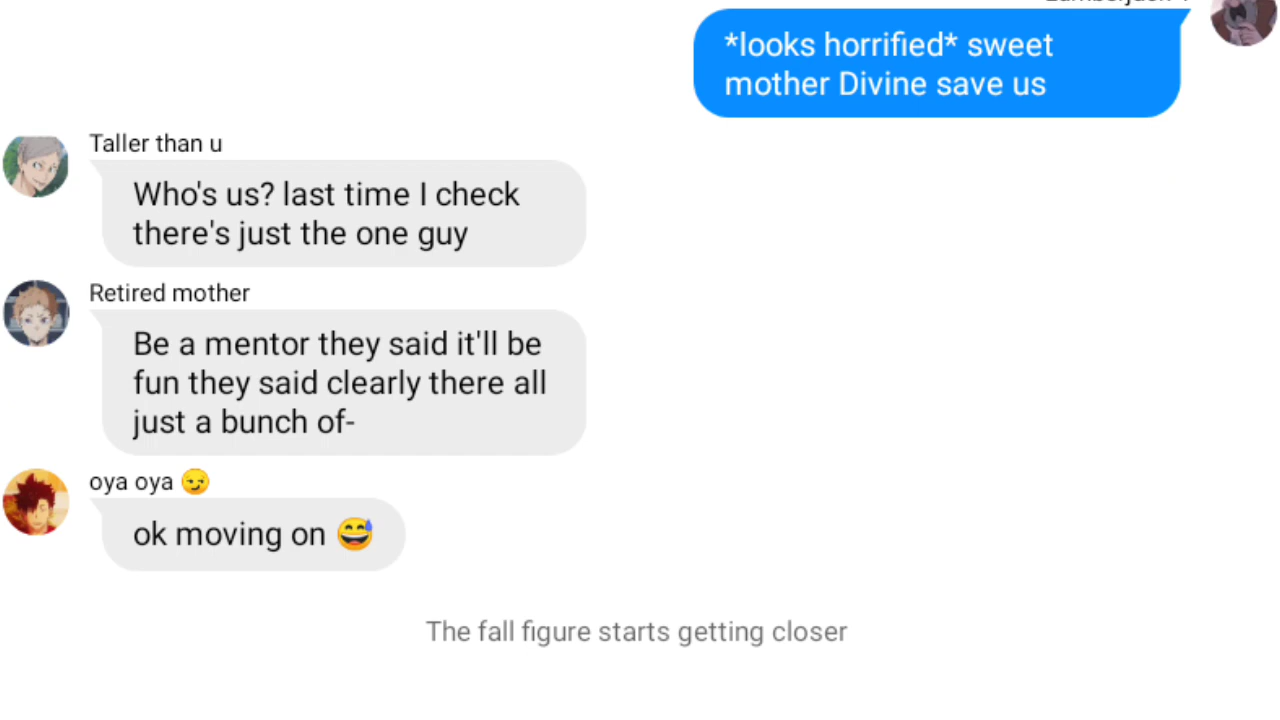 *looks horrified* sweet
mother Divine save us
Taller than u
Who's us? last time I check
there's just the one guy
Retired mother
Be a mentor they said it'll be
fun they said clearly there all
just a bunch of-
oya oya 😏
ok moving on 😅
The fall figure starts getting closer